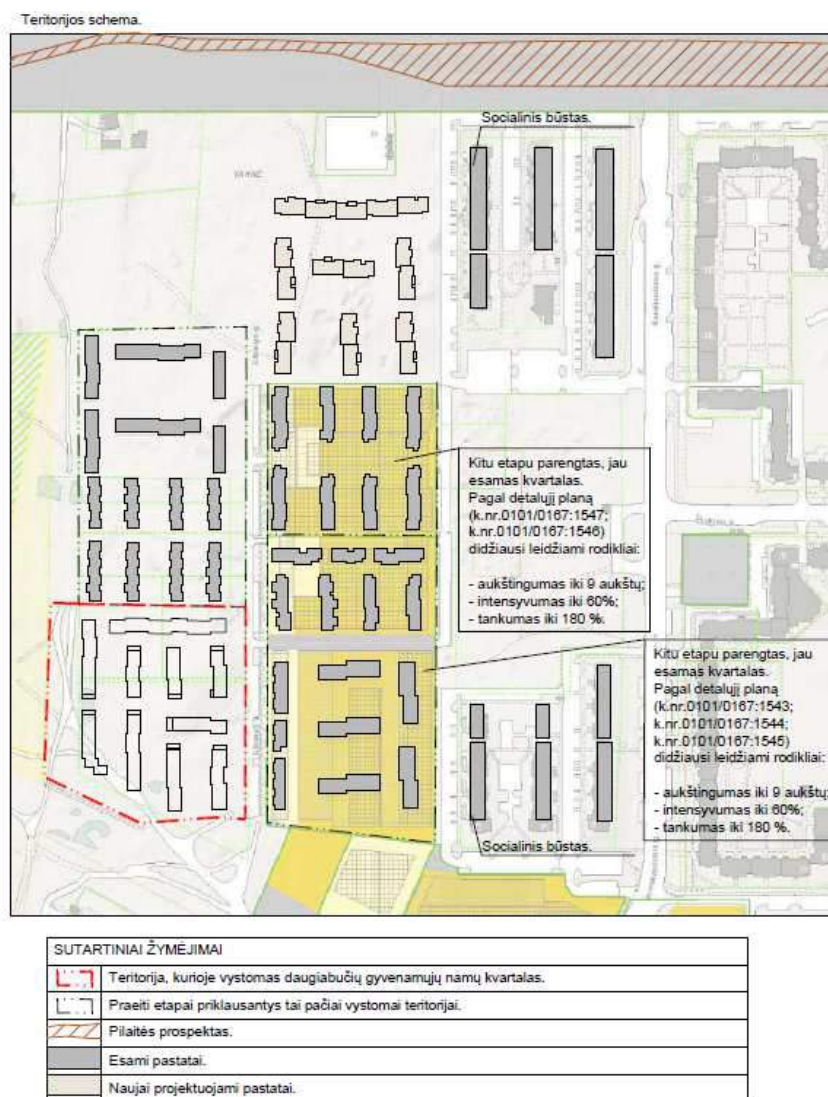 Teritorijos schema.
Socialinis būstas.
Kitu etapu parengtas, jau
esamas kvartalas.
Pagal detalųjį planą
(k.nr.0101/0167:1547;
k.nr.0101/0167:1546)
didžiausi leidžiami rodikliai:
- aukštingumas iki 9 aukštų;
- intensyvumas iki 60%;
- tankumas iki 180 %.
Kitu etapu parengtas, jau
esamas kvartalas.
Pagal detalųjį planą
(k.nr.0101/0167:1543;
k.nr.0101/0167:1544;
k.nr.0101/0167:1545)
didžiausi leidžiami rodikliai:
- aukštingumas iki 9 aukštų;
- intensyvumas iki 60%;
- tankumas iki 180 %.
Socialinis būstas.
SUTARTINIAI ŽYMĖJIMAI
Teritorija, kurioje vystomas daugiabučių gyvenamųjų namų kvartalas.
Praeiti etapai priklausantys tai pačiai vystomai teritorijai.
Pilaitės prospektas.
Esami pastatai.
Naujai projektuojami pastatai.